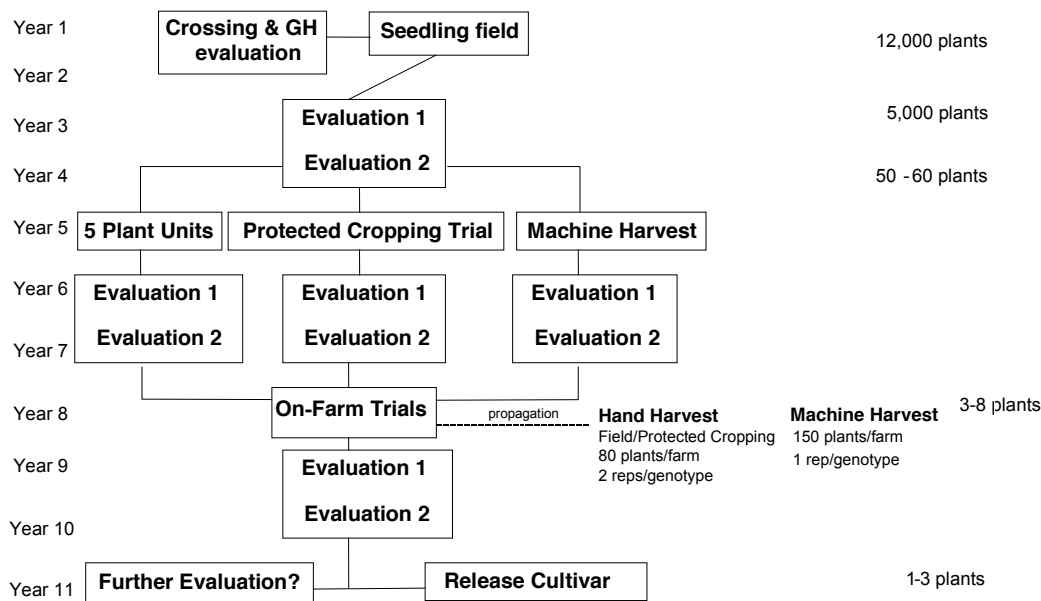 Year 1
Crossing & GH
evaluation
Seedling field
12,000 plants
Year 2
Year 3
Evaluation 1
5,000 plants
Evaluation 2
Year 4
50 - 60 plants
Year 5
5 Plant Units
Protected Cropping Trial
Machine Harvest
Year 6
Evaluation 1
Evaluation 1
Evaluation 1
Evaluation 2
Evaluation 2
Evaluation 2
Year 7
Year 8
On-Farm Trials
propagation
Hand Harvest
Field/Protected Cropping
80 plants/farm
2 reps/genotype
Machine Harvest
150 plants/farm
1 rep/genotype
3-8 plants
Year 9
Evaluation 1
Evaluation 2
Year 10
Year 11
Further Evaluation?
Release Cultivar
1-3 plants